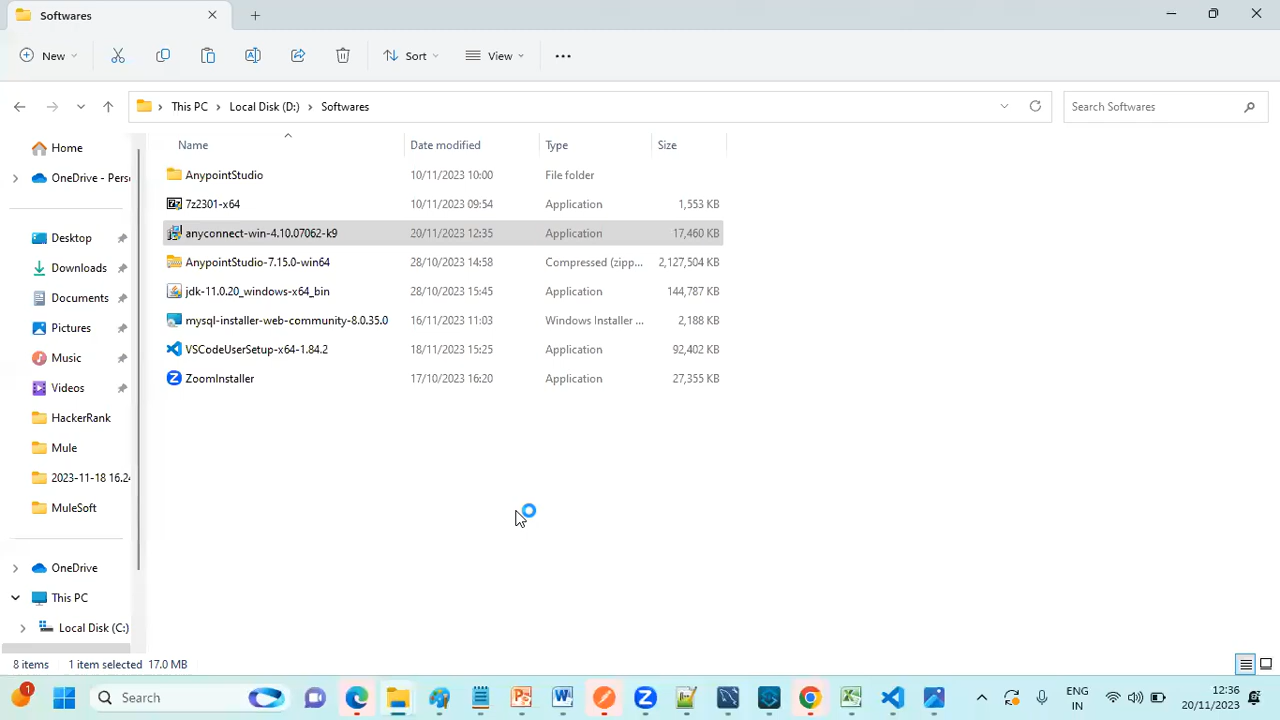 Softwares
New
Sort
View
This PC
Local Disk (D:)
Softwares
Search Softwares
Name
Date modified
Type
Size
AnypointStudio 10/11/2023 10:00 File folder
7z2301-x64 10/11/2023 09:54 Application 1,553 KB
anyconnect-win-4.10.07062-k9 20/11/2023 12:35 Application 17,460 KB
AnypointStudio-7.15.0-win64 28/10/2023 14:58 Compressed (zipp... 2,127,504 KB
jdk-11.0.20_windows-x64_bin 28/10/2023 15:45 Application 144,787 KB
mysql-installer-web-community-8.0.35.0 16/11/2023 11:03 Windows Installer ... 2,188 KB
VSCodeUserSetup-x64-1.84.2 18/11/2023 15:25 Application 92,402 KB
ZoomInstaller 17/10/2023 16:20 Application 27,355 KB
Home
OneDrive - Pers
Desktop
Downloads
Documents
Pictures
Music
Videos
HackerRank
Mule
2023-11-18 16.24
MuleSoft
OneDrive
This PC
Local Disk (C:)
8 items
1 item selected 17.0 MB
1
Search
ENG
IN
12:36
20/11/2023